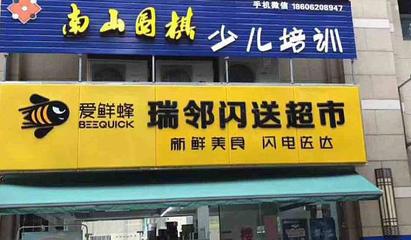 手机微信 18606208947
南山围棋 少儿培训
爱鲜蜂
BEEQUICK
瑞邻闪送超市
新鲜美食 闪电送达